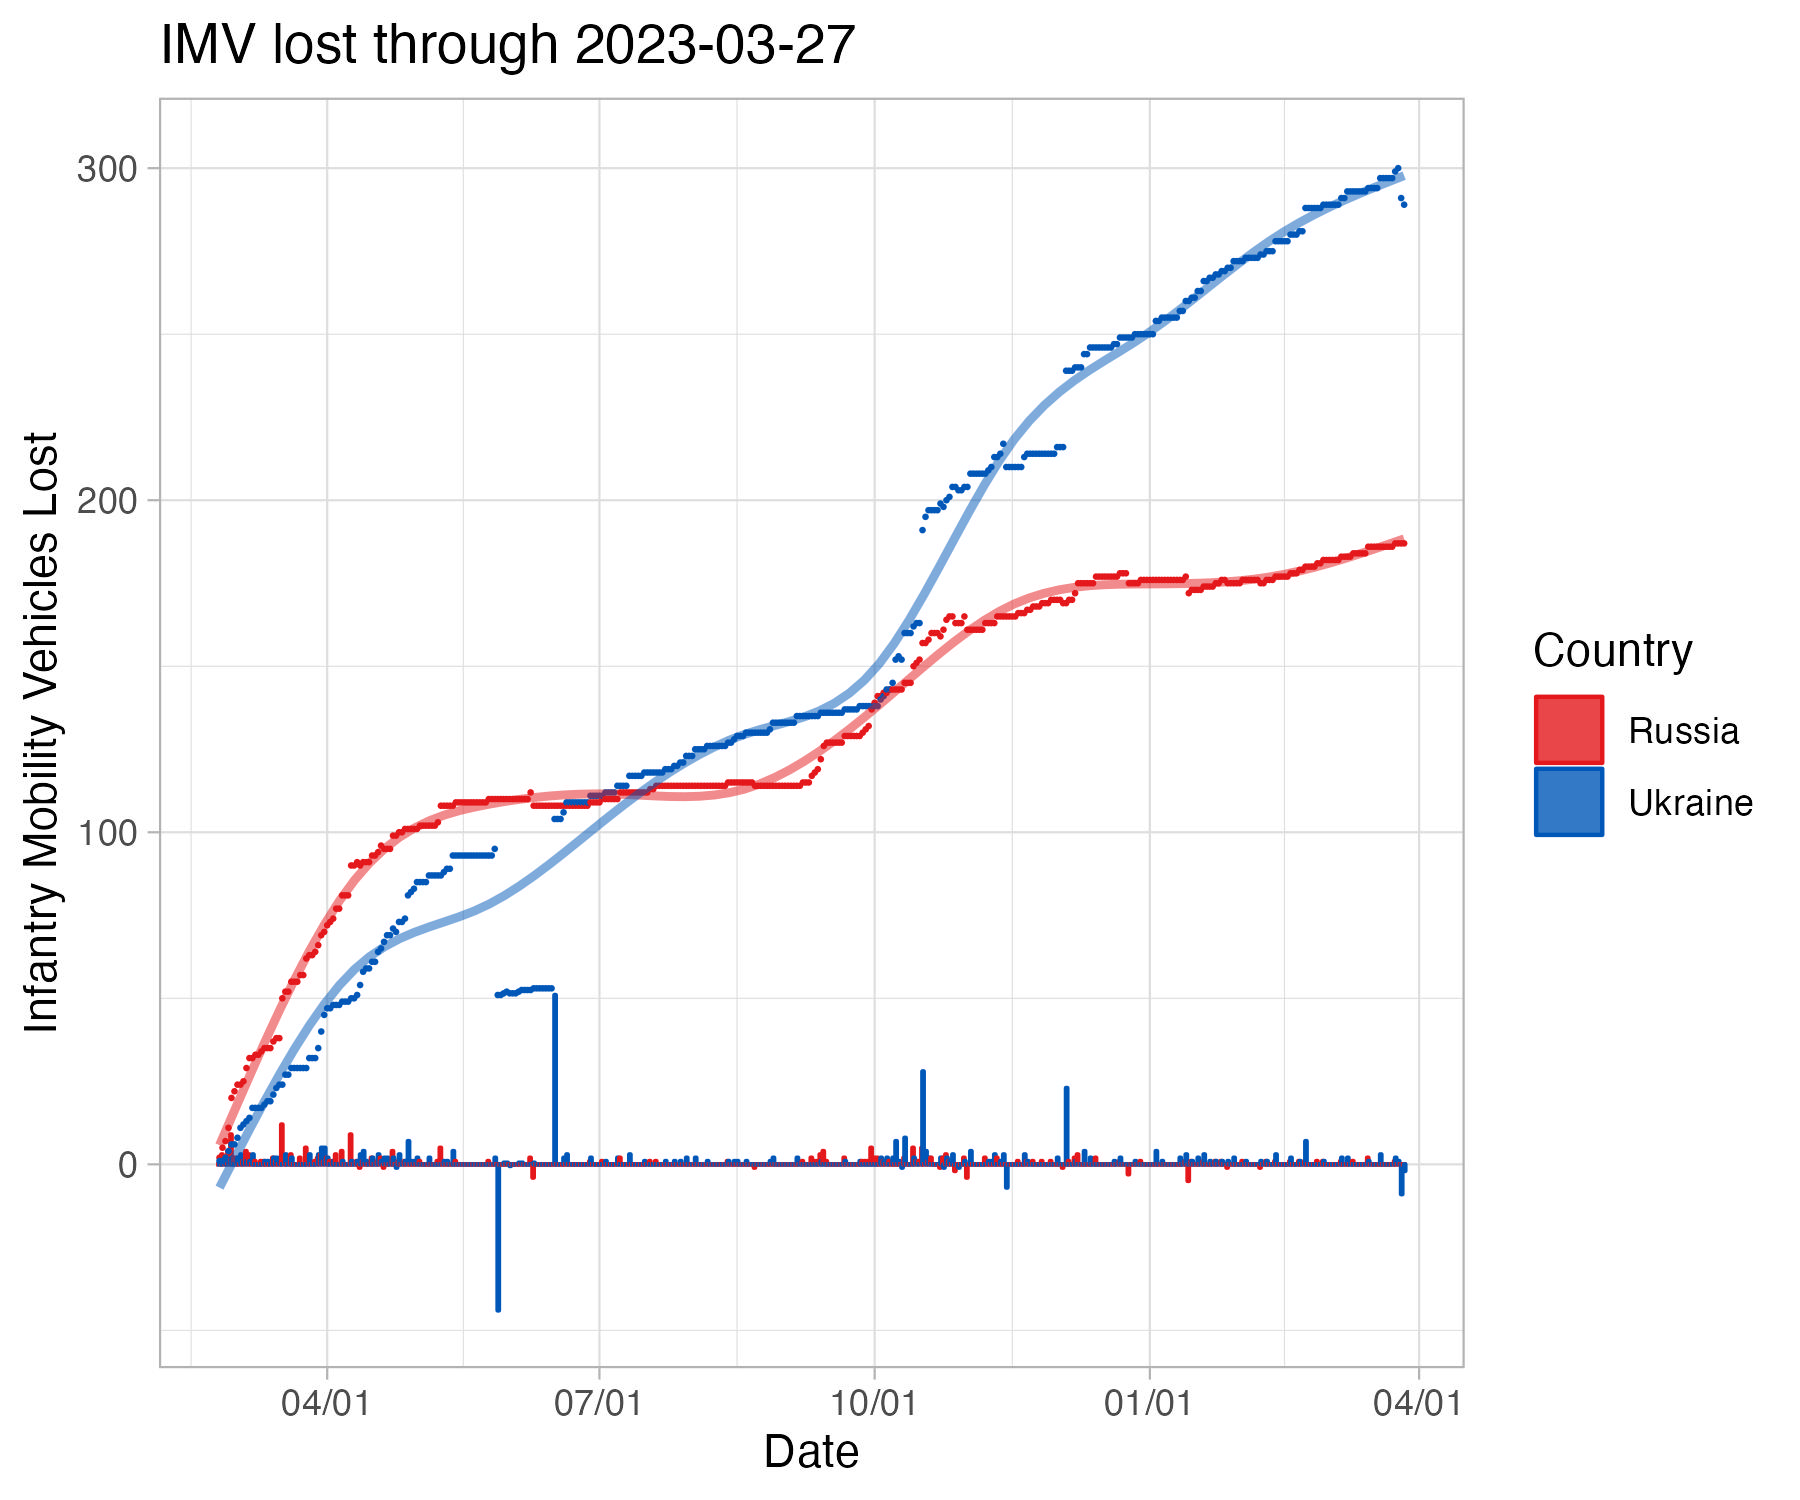 IMV lost through 2023-03-27
Infantry Mobility Vehicles Lost
300
200
100
0
04/01
07/01
10/01
01/01
04/01
Date
Country
Russia
Ukraine